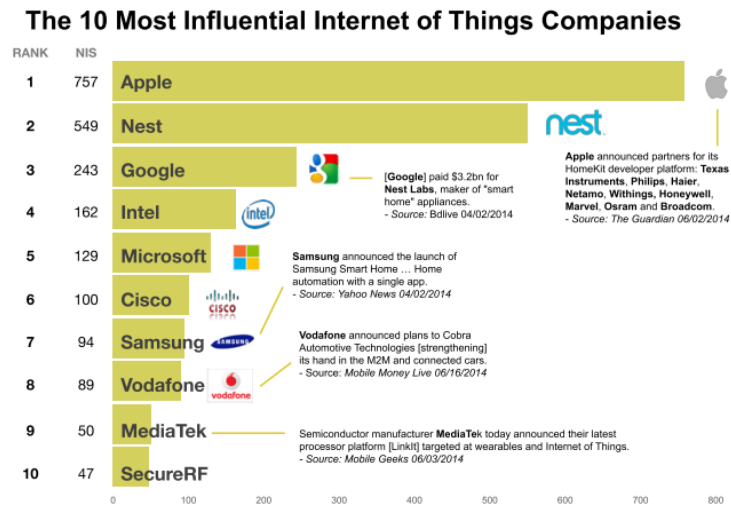 The 10 Most Influential Internet of Things Companies
RANK NIS
1 757 Apple
2 549 Nest
nest
3 243 Google
g
4 162 Intel
intel
5 129 Microsoft
6 100 Cisco
CISCO
7 94 Samsung
SAMSUNG
8 89 Vodafone
vodafone
9 50 MediaTek
10 47 SecureRF
Apple announced partners for its
HomeKit developer platform: Texas
Instruments, Philips, Haier,
Netamo, Withings, Honeywell,
Marvel, Osram and Broadcom.
- Source: The Guardian 06/02/2014
[Google] paid $3.2bn for
Nest Labs, maker of "smart
home" appliances.
- Source: Bdlive 04/02/2014
Samsung announced the launch of
Samsung Smart Home ... Home
automation with a single app.
- Source: Yahoo News 04/02/2014
Vodafone announced plans to Cobra
Automotive Technologies [strengthening]
its hand in the M2M and connected cars.
- Source: Mobile Money Live 06/16/2014
Semiconductor manufacturer MediaTek today announced their latest
processor platform [LinkIt] targeted at wearables and Internet of Things.
- Source: Mobile Geeks 06/03/2014
0 100 200 300 400 500 600 700 800